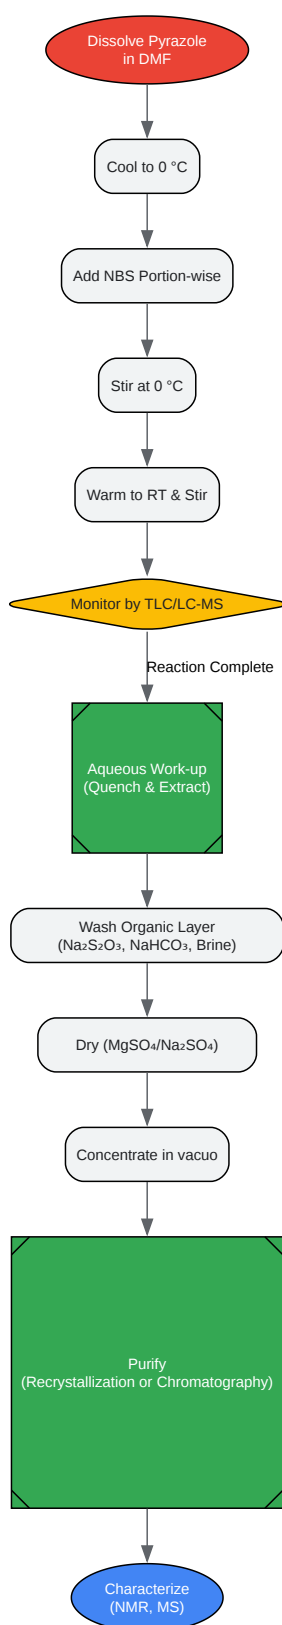 Dissolve Pyrazole
in DMF
Cool to 0 °C
Add NBS Portion-wise
Stir at 0 °C
Warm to RT & Stir
Monitor by TLC/LC-MS
Reaction Complete
Aqueous Work-up
(Quench & Extract)
Wash Organic Layer
(Na₂S₂O₃, NaHCO₃, Brine)
Dry (MgSO₄/Na₂SO₄)
Concentrate in vacuo
Purify
(Recrystallization or Chromatography)
Characterize
(NMR, MS)